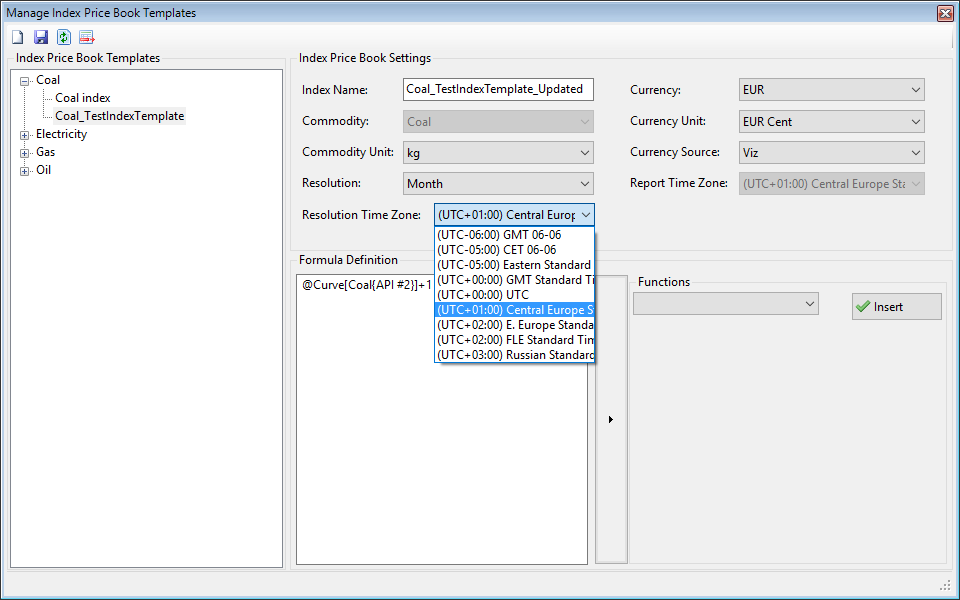 Manage Index Price Book Templates
Index Price Book Templates
Coal
Coal index
Coal_TestIndexTemplate
Electricity
Gas
Oil
Index Price Book Settings
Index Name: Coal_TestIndexTemplate_Updated
Commodity: Coal
Commodity Unit: kg
Resolution: Month
Resolution Time Zone: (UTC+01:00) Central Europ
(UTC-06:00) GMT 06-06
(UTC-05:00) CET 06-06
(UTC-05:00) Eastern Standard
(UTC+00:00) GMT Standard Ti
(UTC+00:00) UTC
(UTC+01:00) Central Europe S
(UTC+02:00) E. Europe Standa
(UTC+02:00) FLE Standard Tim
(UTC+03:00) Russian Standard
Currency: EUR
Currency Unit: EUR Cent
Currency Source: Viz
Report Time Zone: (UTC+01:00) Central Europe Sta
Formula Definition
@Curve[Coal{API #2}]+1
Functions
Insert